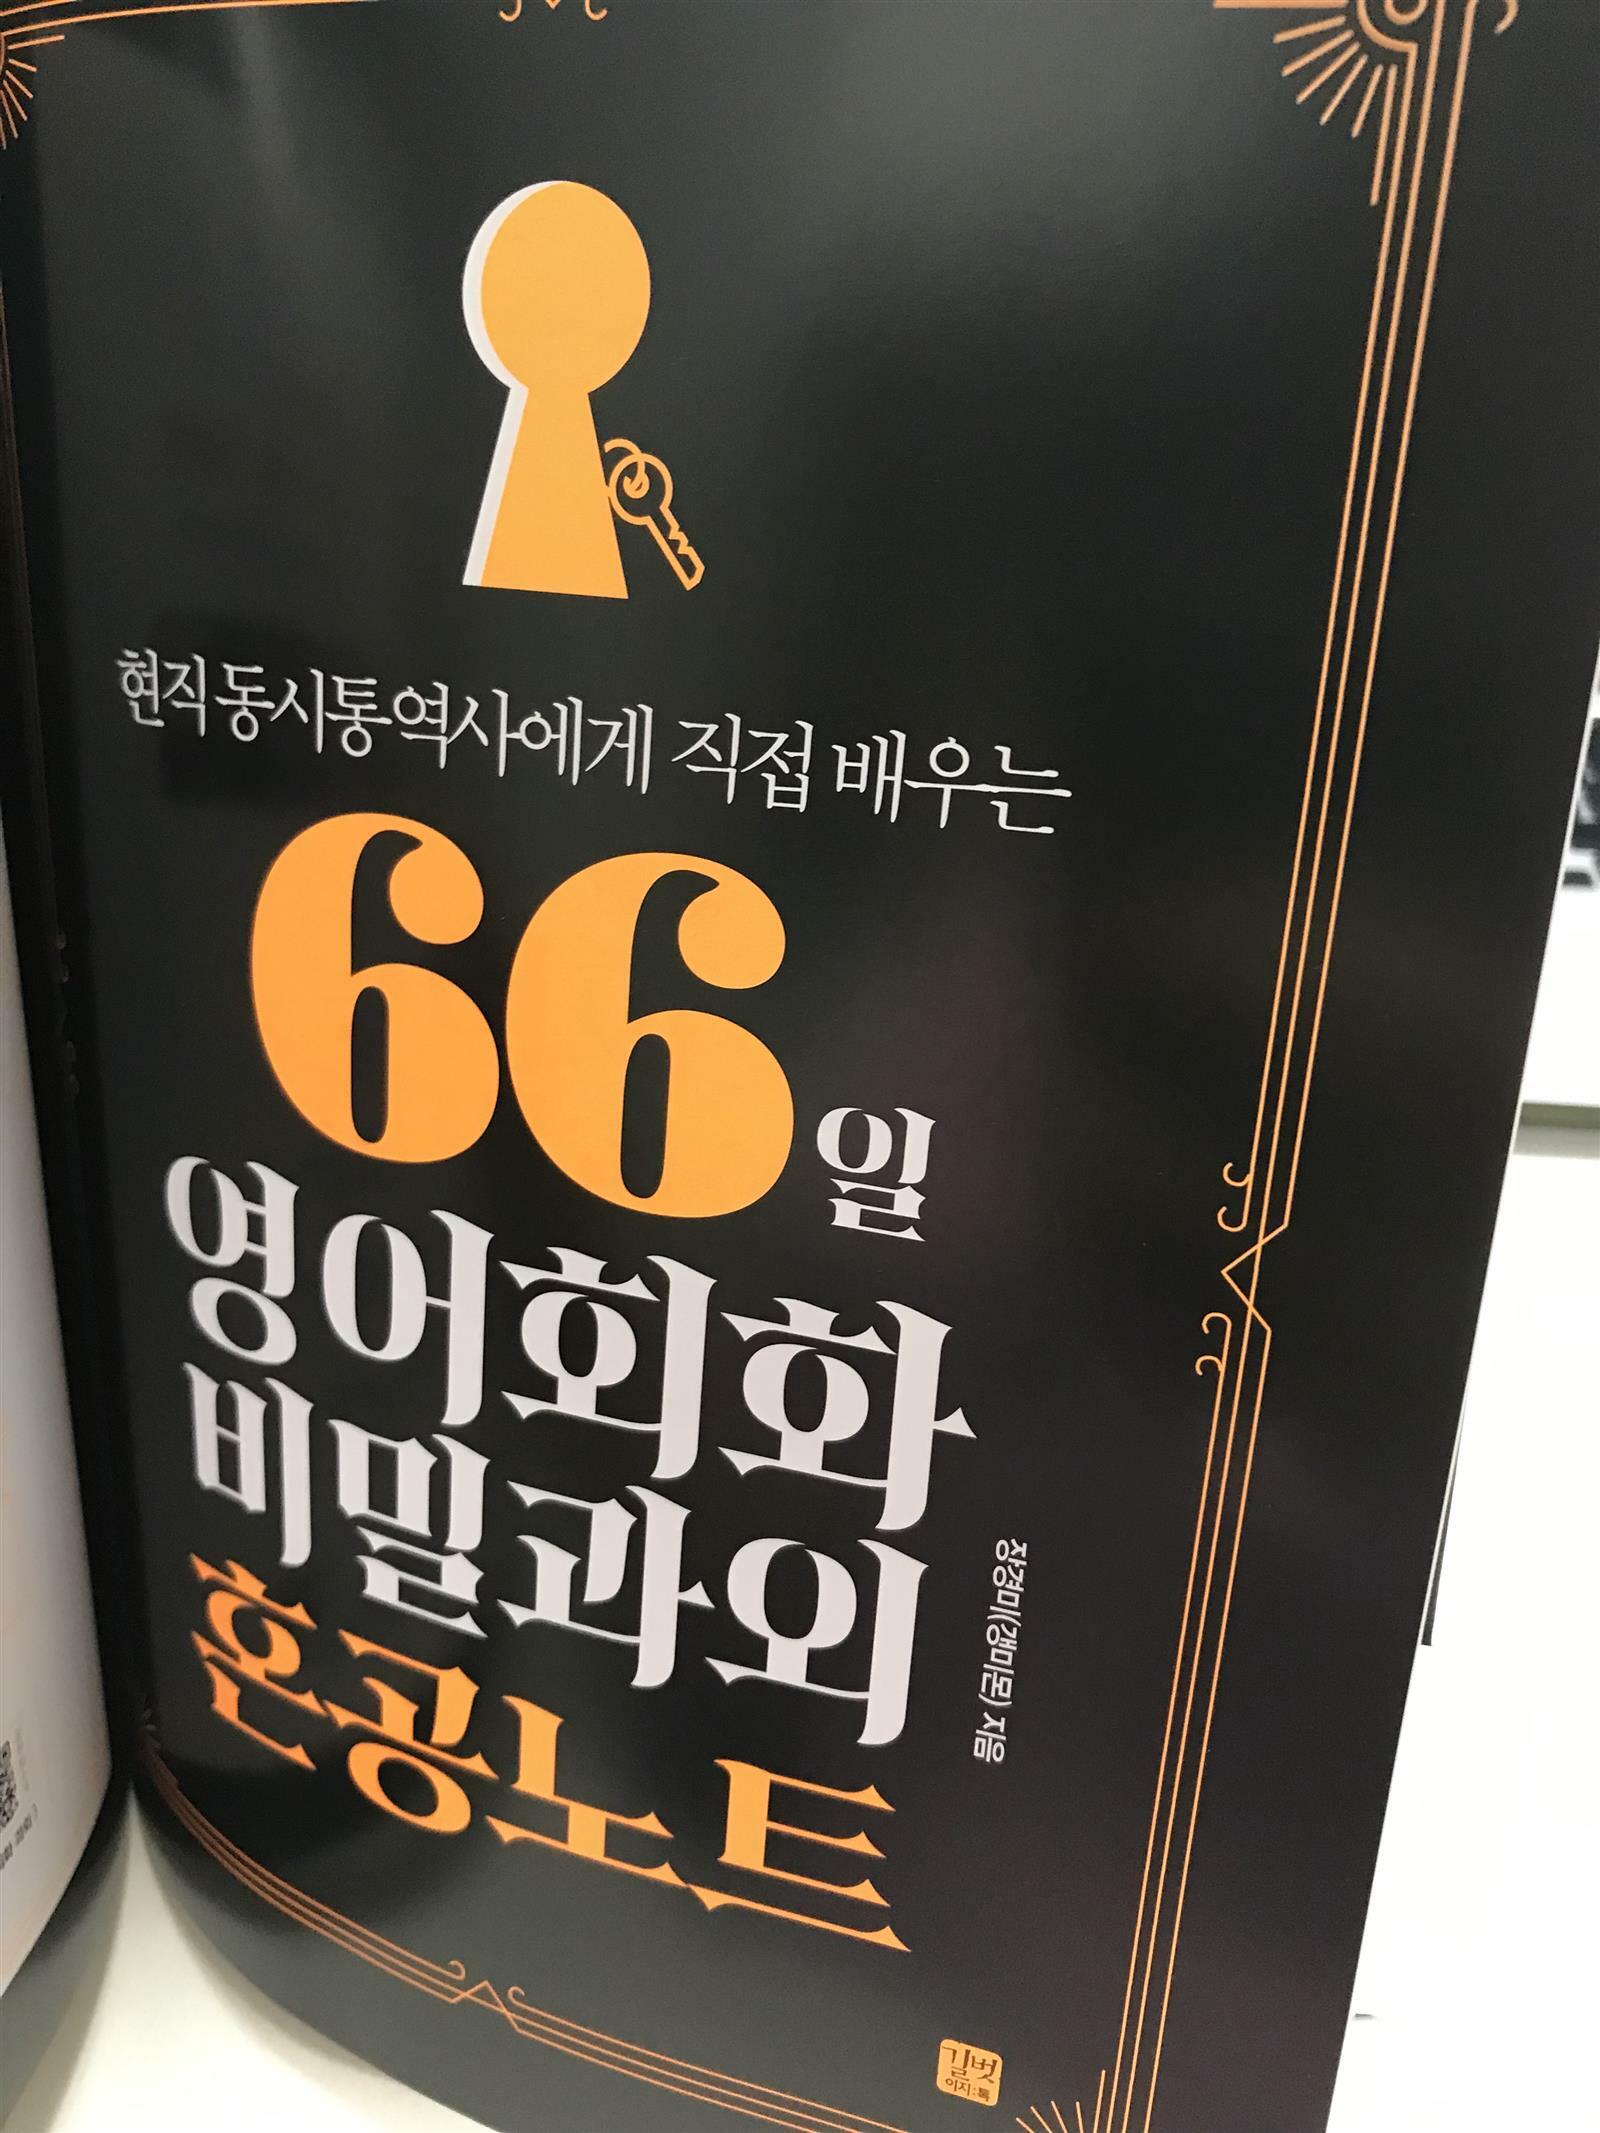 현직 동시통역사에게 직접 배우는
66일
영어회화
비밀과외
혼공노트
장경미(갱미몬) 지음
길벗
이지:톡